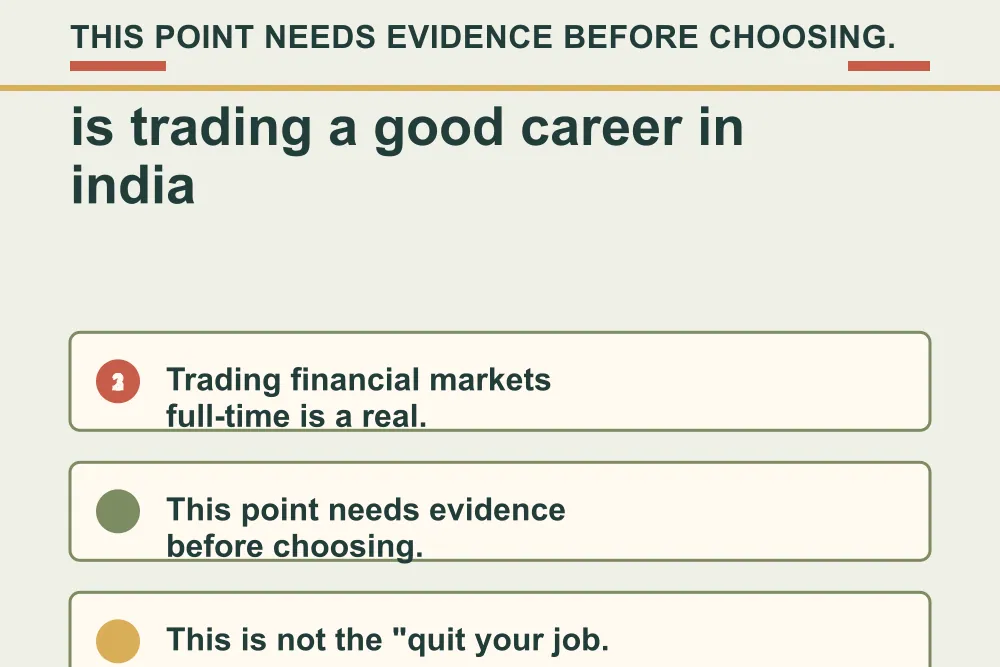 THIS POINT NEEDS EVIDENCE BEFORE CHOOSING.
is trading a good career in
india
Trading financial markets
full-time is a real.
This point needs evidence
before choosing.
This is not the "quit your job.